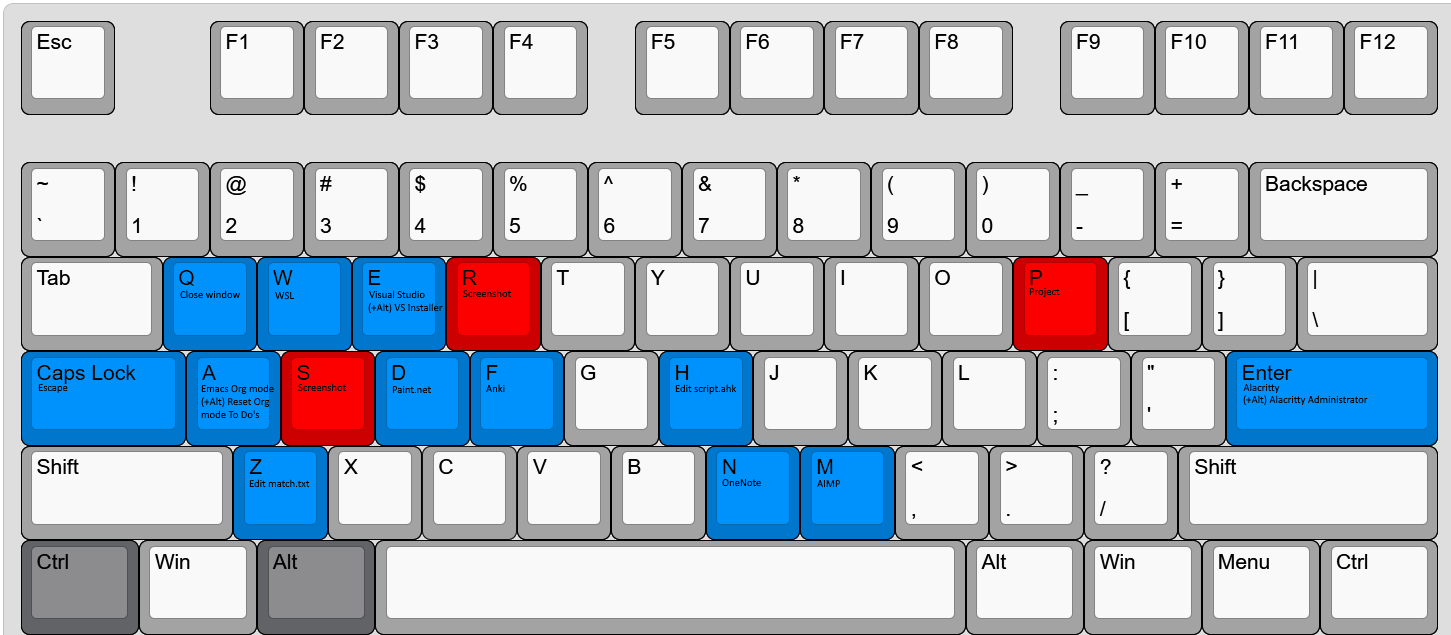 Esc F1 F2 F3 F4 F5 F6 F7 F8 F9 F10 F11 F12
~ ! @ # $ % ^ & * ( ) _ + Backspace
` 1 2 3 4 5 6 7 8 9 0 - =
Tab Q W E R T Y U I O P { } |
Close window WSL Visual Studio Screenshot Project
(+Alt) VS Installer
[ ] \
Caps Lock A S D F G H J K L : " Enter
Escape Emacs Org mode Screenshot Paint.net Anki Edit script.ahk Alacritty
(+Alt) Reset Org (+Alt) Alacritty Administrator
mode To Do's
; '
Shift Z X C V B N M < > ? Shift
Edit match.txt OneNote AIMP
, . /
Ctrl Win Alt Alt Win Menu Ctrl